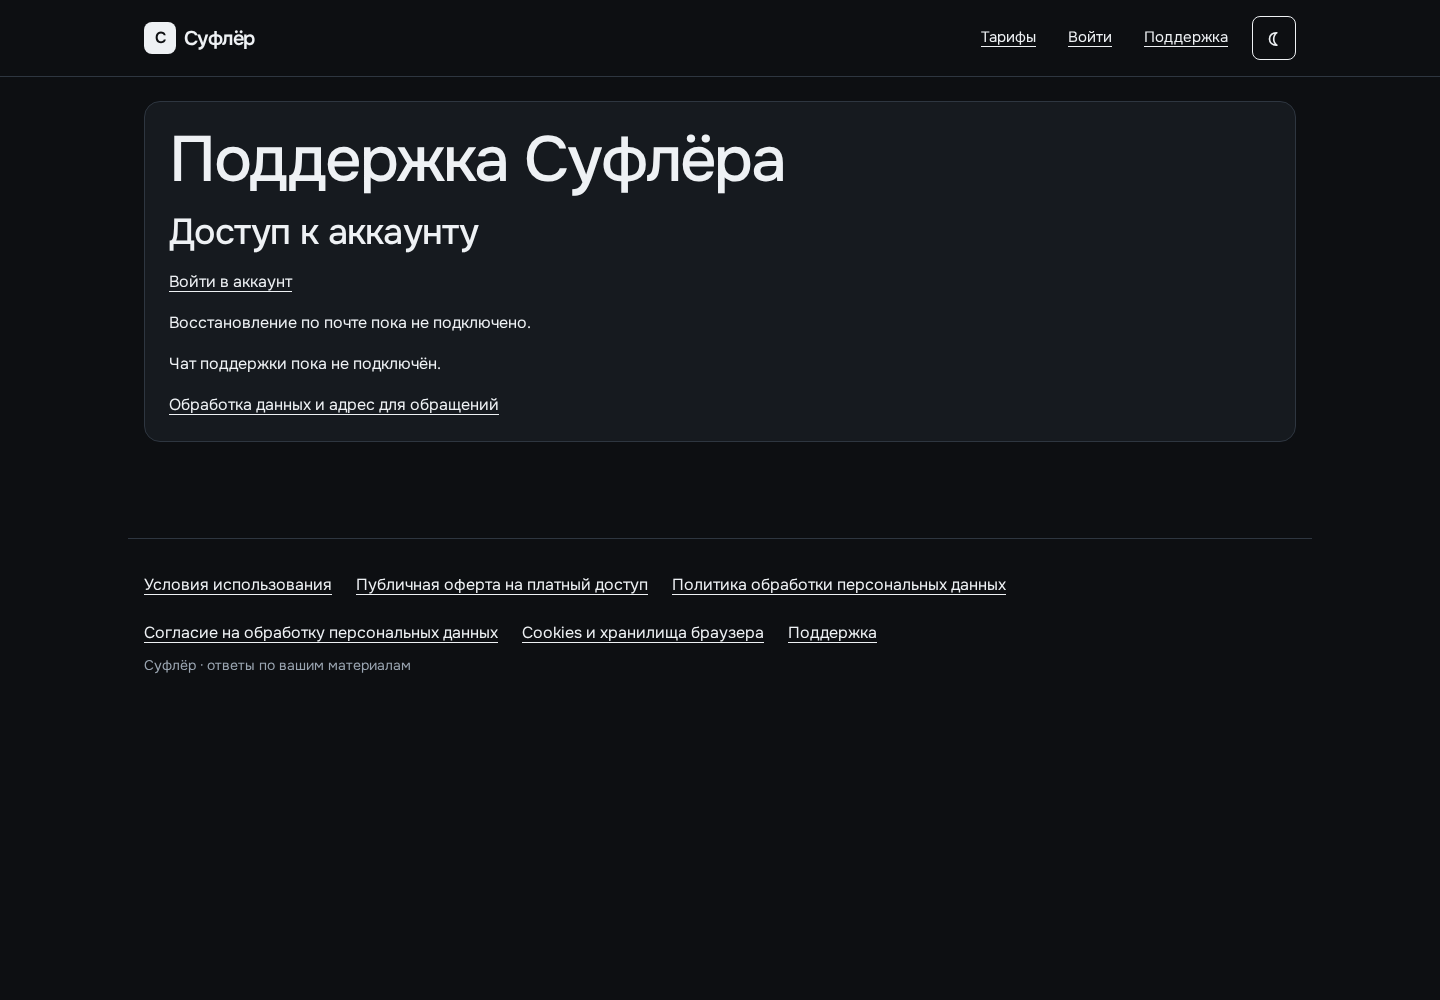 С Суфлёр
Тарифы Войти Поддержка
Поддержка Суфлёра
Доступ к аккаунту
Войти в аккаунт
Восстановление по почте пока не подключено.
Чат поддержки пока не подключён.
Обработка данных и адрес для обращений
Условия использования Публичная оферта на платный доступ Политика обработки персональных данных
Согласие на обработку персональных данных Cookies и хранилища браузера Поддержка
Суфлёр · ответы по вашим материалам